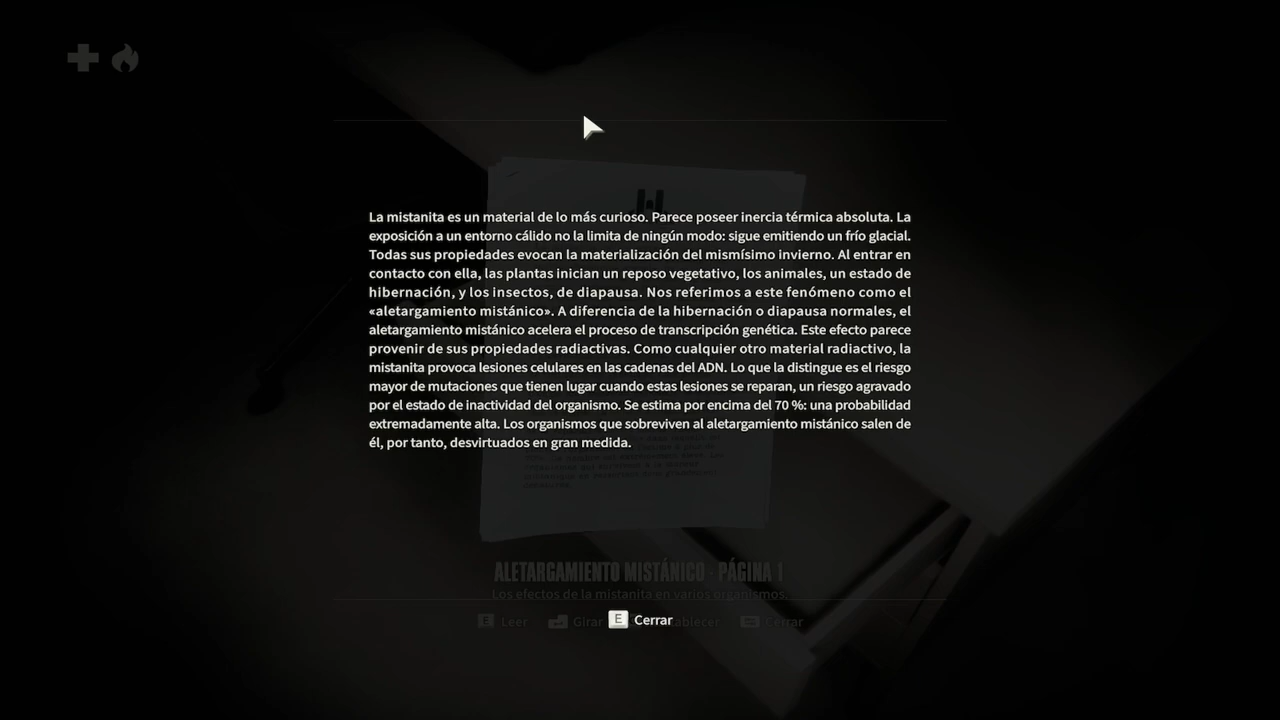 La mistanita es un material de lo más curioso. Parece poseer inercia térmica absoluta. La
exposición a un entorno cálido no la limita de ningún modo: sigue emitiendo un frío glacial.
Todas sus propiedades evocan la materialización del mismísimo invierno. Al entrar en
contacto con ella, las plantas inician un reposo vegetativo, los animales, un estado de
hibernación, y los insectos, de diapausa. Nos referimos a este fenómeno como el
«aletargamiento mistánico». A diferencia de la hibernación o diapausa normales, el
aletargamiento mistánico acelera el proceso de transcripción genética. Este efecto parece
provenir de sus propiedades radiactivas. Como cualquier otro material radiactivo, la
mistanita provoca lesiones celulares en las cadenas del ADN. Lo que la distingue es el riesgo
mayor de mutaciones que tienen lugar cuando estas lesiones se reparan, un riesgo agravado
por el estado de inactividad del organismo. Se estima por encima del 70 %: una probabilidad
extremadamente alta. Los organismos que sobreviven al aletargamiento mistánico salen de
él, por tanto, desvirtuados en gran medida.
ALETARGAMIENTO MISTÁNICO - PÁGINA 1
Los efectos de la mistanita en varios organismos.
E Leer Girar E Cerrar Cerrar